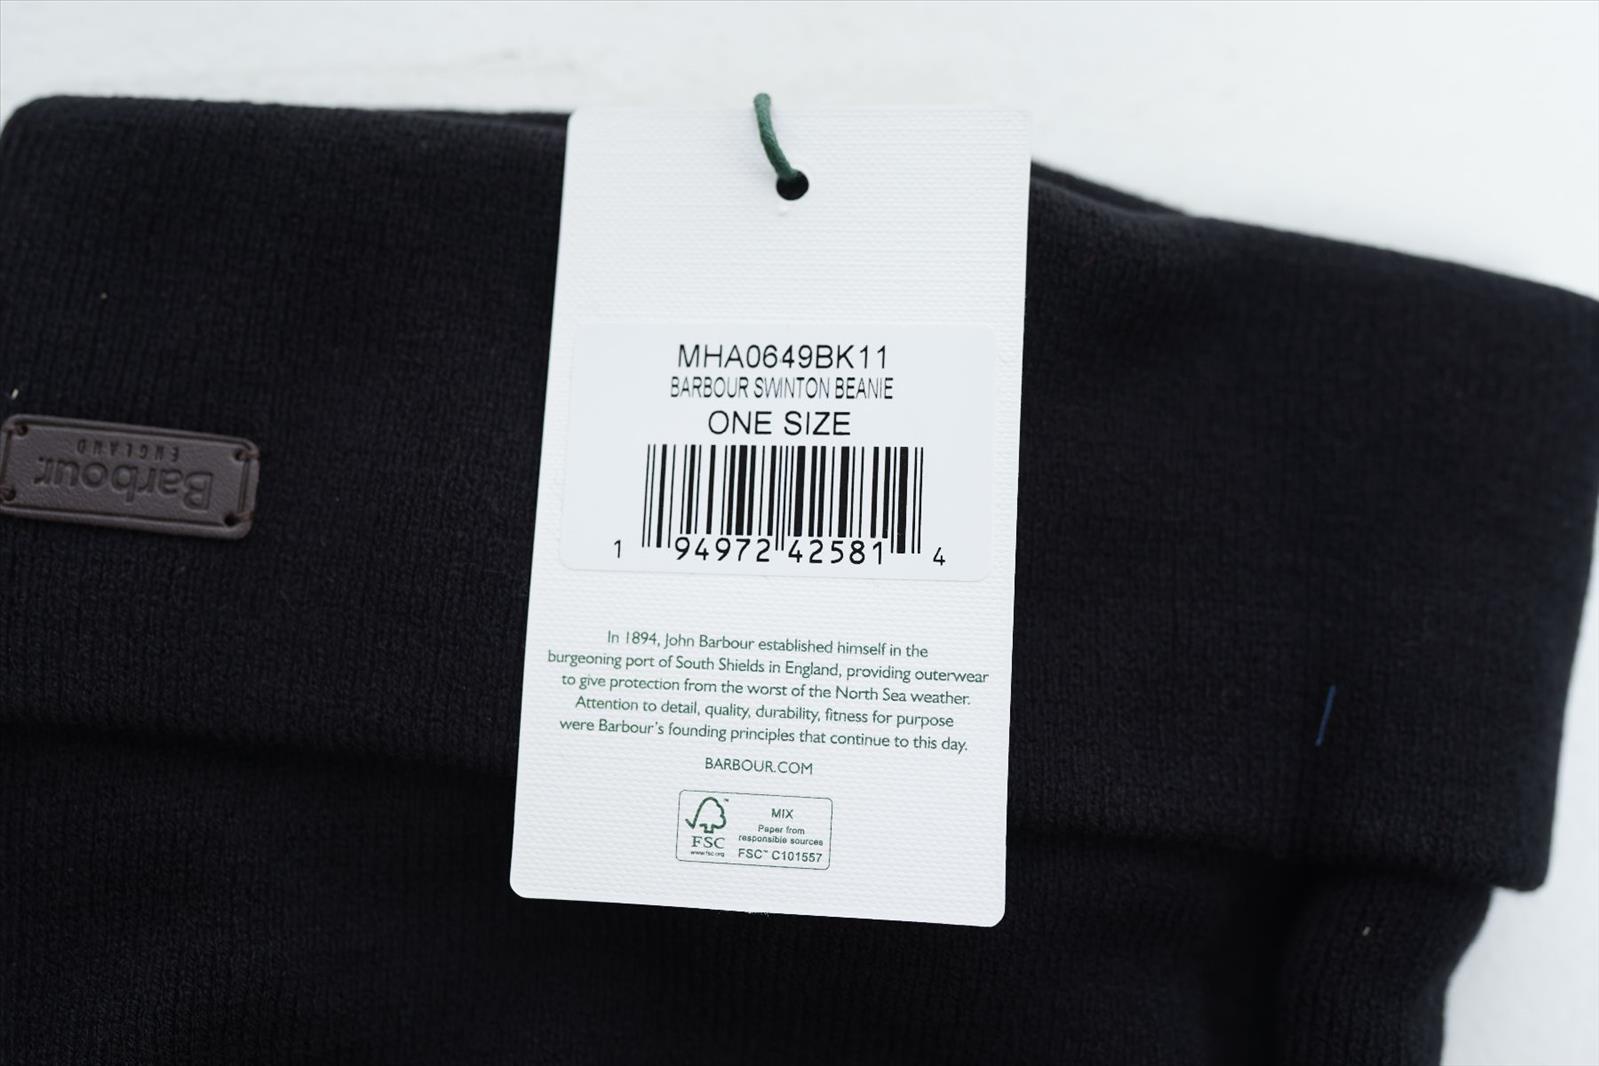 MHA0649BK11
BARBOUR SWINTON BEANIE
ONE SIZE
1 94972 42581 4
Barbour
ENGLAND
In 1894, John Barbour established himself in the
burgeoning port of South Shields in England, providing outerwear
to give protection from the worst of the North Sea weather.
Attention to detail, quality, durability, fitness for purpose
were Barbour's founding principles that continue to this day.
BARBOUR.COM
FSC
www.fsc.org
MIX
Paper from
responsible sources
FSC™ C101557